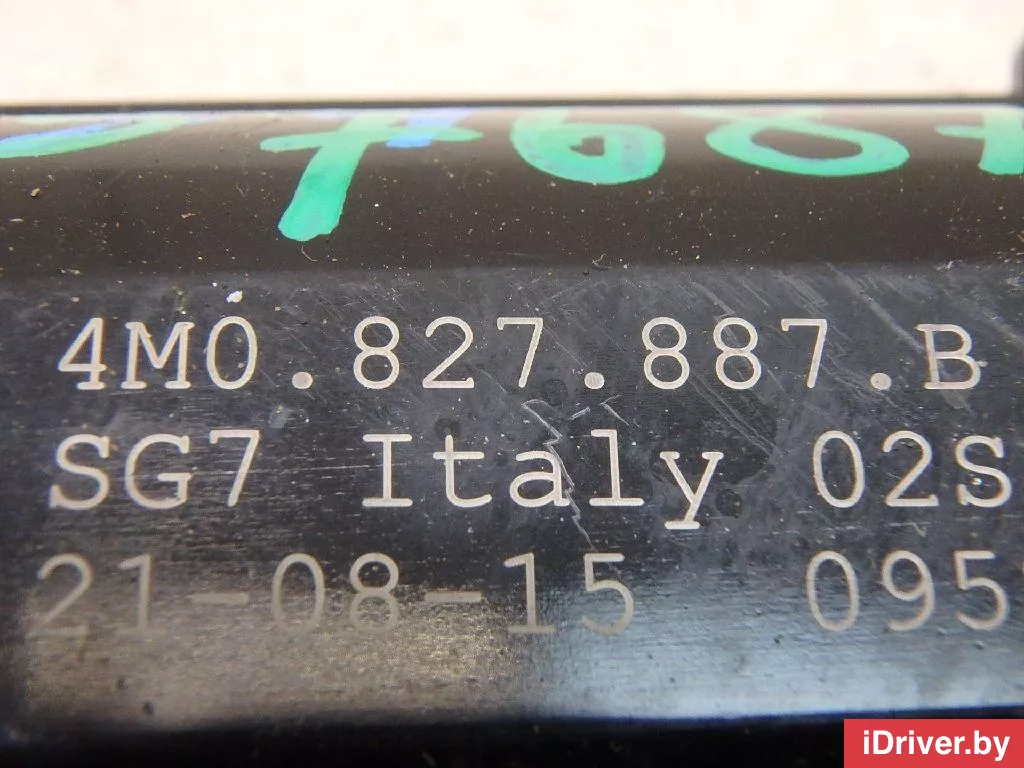 4M0.827.887.B
SG7 Italy 02S
21-08-15 095
iDriver.by